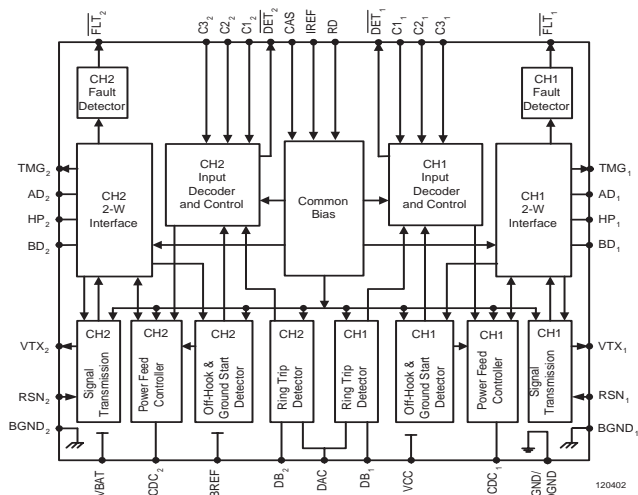 FLT2
C32
C22
C12
DET2
CAS
IREF
RD
DET1
C11
C21
C31
FLT1
CH2
Fault
Detector
CH1
Fault
Detector
TMG2
AD2
HP2
BD2
CH2
2-W
Interface
CH2
Input
Decoder
and Control
Common
Bias
CH1
Input
Decoder
and Control
CH1
2-W
Interface
TMG1
AD1
HP1
BD1
VTX2
RSN2
BGND2
CH2
Signal
Transmission
CH2
Power Feed
Controller
CH2
Off-Hook &
Ground Start
Detector
CH2
Ring Trip
Detector
CH1
Ring Trip
Detector
CH1
Off-Hook &
Ground Start
Detector
CH1
Power Feed
Controller
CH1
Signal
Transmission
VTX1
RSN1
BGND1
VBAT
CDC2
BREF
DB2
DAC
DB1
VCC
CDC1
GND/
DGND
120402